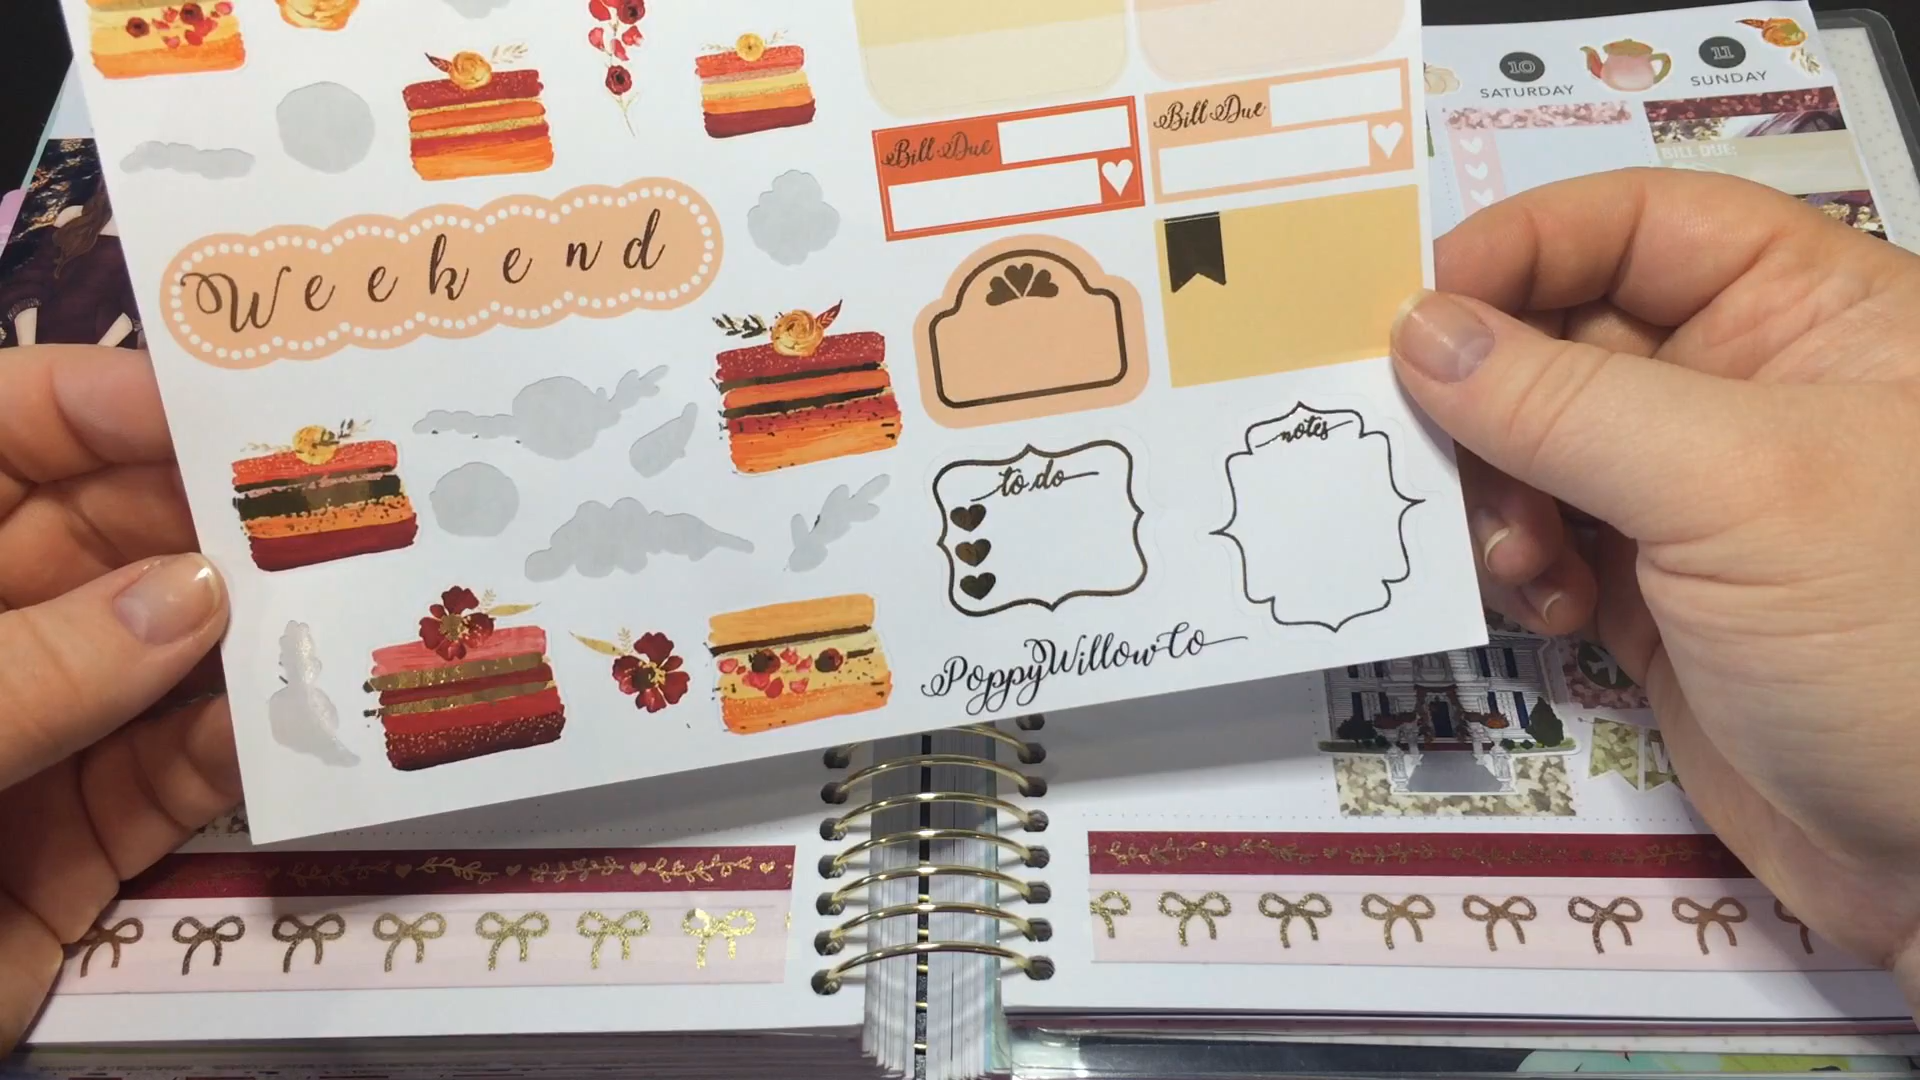 10
SATURDAY
11
SUNDAY
BILL DUE:
Bill Due
Bill Due
Weekend
to do
notes
PoppyWillowCo
W